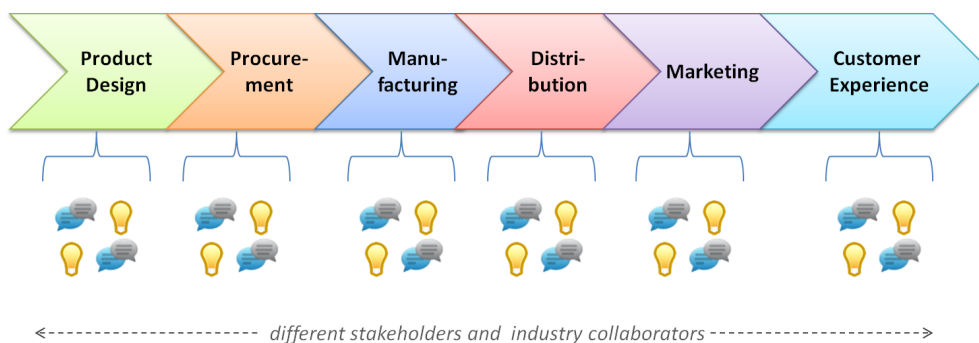 Product
Design
Procure-
ment
Manu-
facturing
Distri-
bution
Marketing
Customer
Experience
different stakeholders and industry collaborators